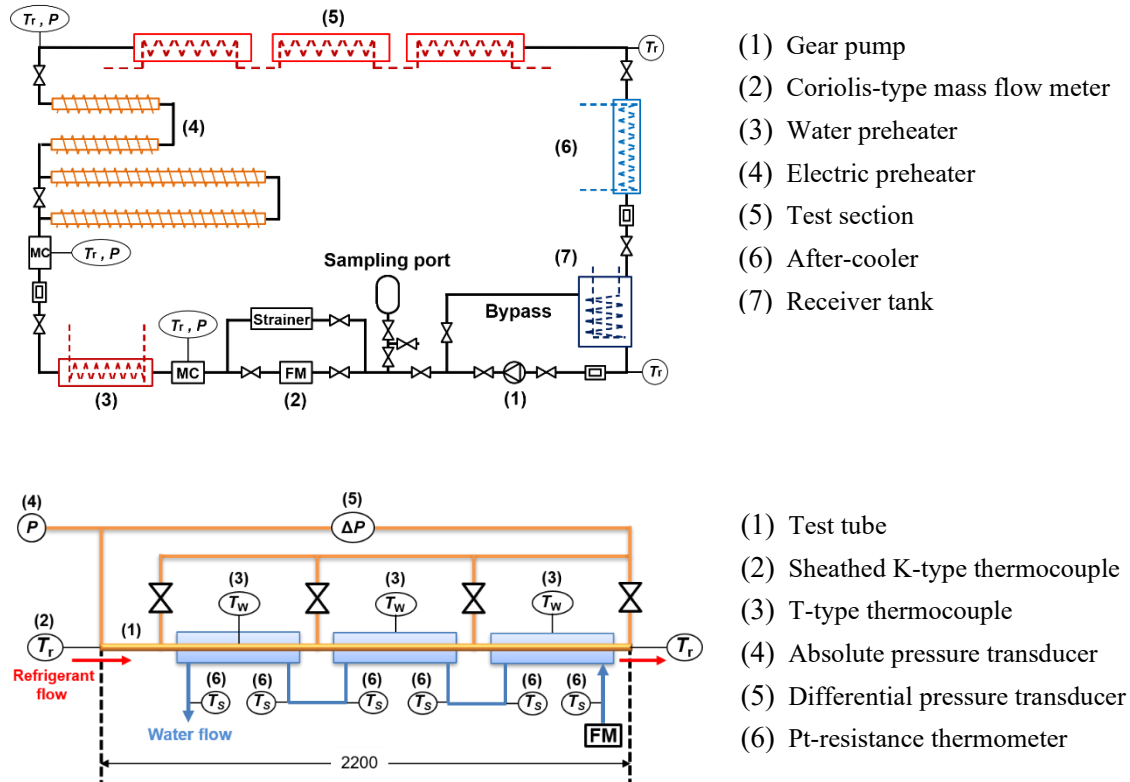 Tr , P
(5)
Tr
(1) Gear pump
(2) Coriolis-type mass flow meter
(3) Water preheater
(4) Electric preheater
(5) Test section
(6) After-cooler
(7) Receiver tank
(4)
(6)
MC
Tr , P
Sampling port
(7)
Bypass
Strainer
Tr , P
MC
FM
Tr
(3)
(2)
(1)
(4)
P
(5)
ΔP
(3)
TW
(3)
TW
(3)
TW
(2)
Tr
(1)
Tr
Refrigerant
flow
(6)
TS
(6)
TS
(6)
TS
(6)
TS
(6)
TS
(6)
TS
Water flow
FM
2200
(1) Test tube
(2) Sheathed K-type thermocouple
(3) T-type thermocouple
(4) Absolute pressure transducer
(5) Differential pressure transducer
(6) Pt-resistance thermometer